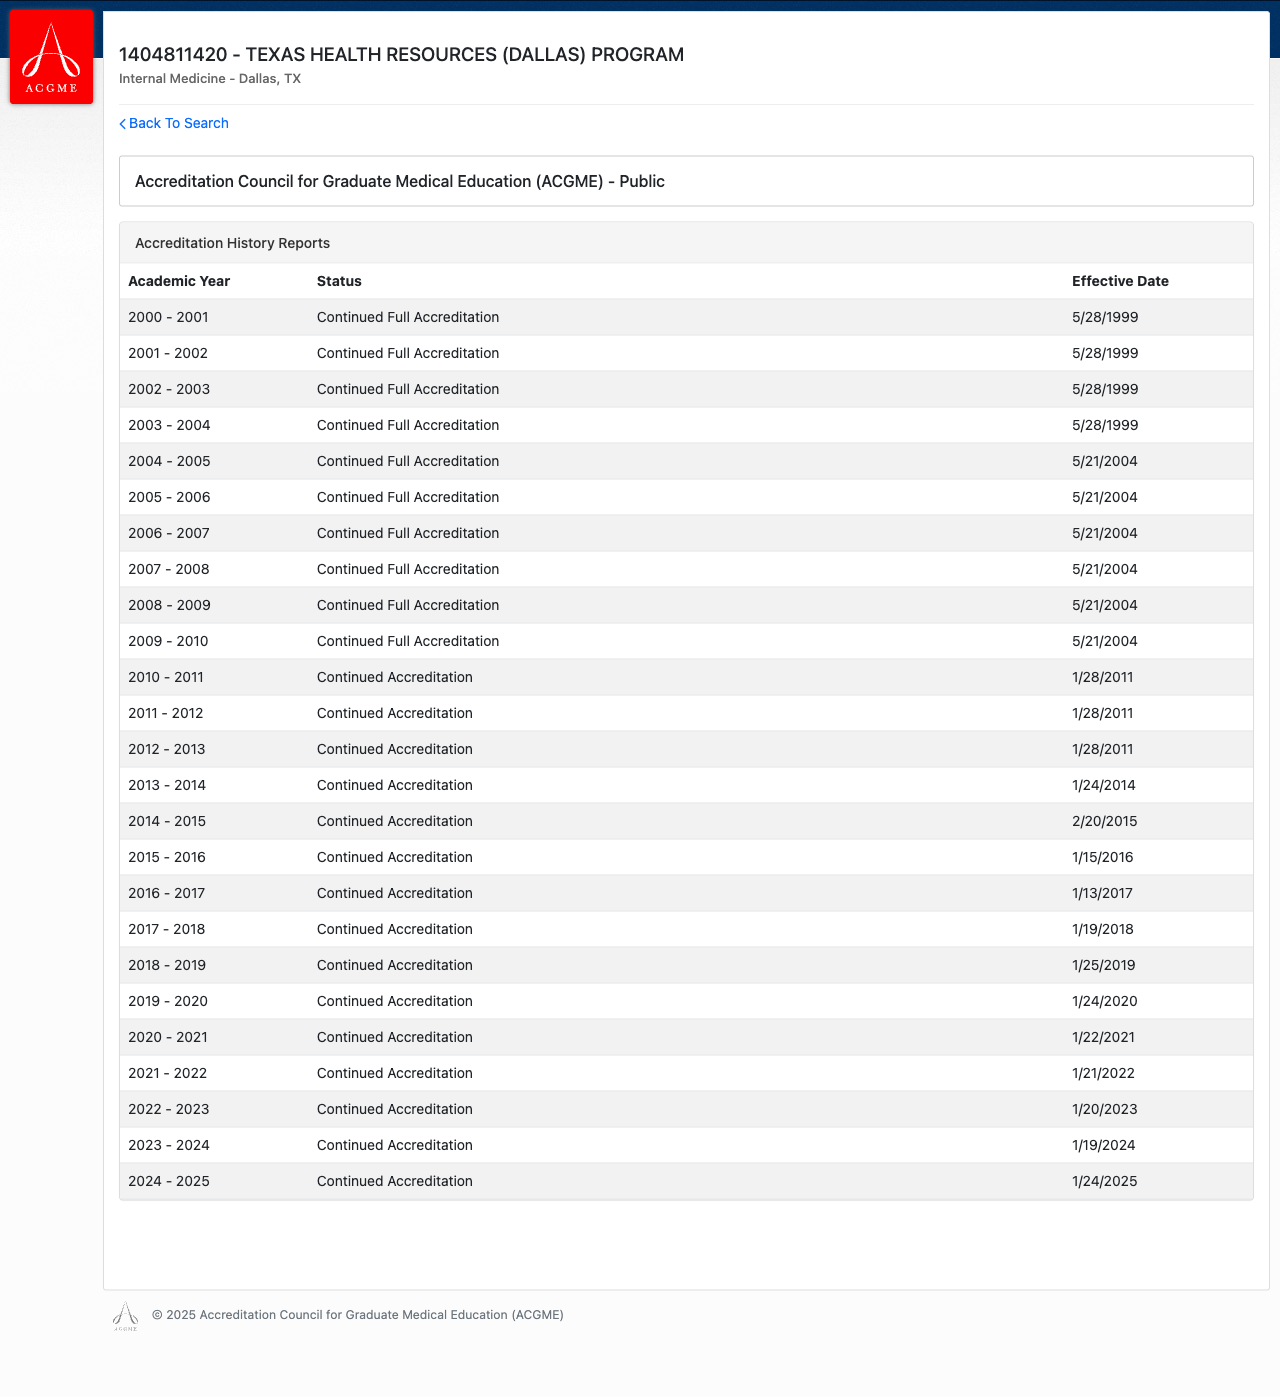 ACGME
1404811420 - TEXAS HEALTH RESOURCES (DALLAS) PROGRAM
Internal Medicine - Dallas, TX
Back To Search
Accreditation Council for Graduate Medical Education (ACGME) - Public
Accreditation History Reports
Academic Year Status Effective Date
2000 - 2001 Continued Full Accreditation 5/28/1999
2001 - 2002 Continued Full Accreditation 5/28/1999
2002 - 2003 Continued Full Accreditation 5/28/1999
2003 - 2004 Continued Full Accreditation 5/28/1999
2004 - 2005 Continued Full Accreditation 5/21/2004
2005 - 2006 Continued Full Accreditation 5/21/2004
2006 - 2007 Continued Full Accreditation 5/21/2004
2007 - 2008 Continued Full Accreditation 5/21/2004
2008 - 2009 Continued Full Accreditation 5/21/2004
2009 - 2010 Continued Full Accreditation 5/21/2004
2010 - 2011 Continued Accreditation 1/28/2011
2011 - 2012 Continued Accreditation 1/28/2011
2012 - 2013 Continued Accreditation 1/28/2011
2013 - 2014 Continued Accreditation 1/24/2014
2014 - 2015 Continued Accreditation 2/20/2015
2015 - 2016 Continued Accreditation 1/15/2016
2016 - 2017 Continued Accreditation 1/13/2017
2017 - 2018 Continued Accreditation 1/19/2018
2018 - 2019 Continued Accreditation 1/25/2019
2019 - 2020 Continued Accreditation 1/24/2020
2020 - 2021 Continued Accreditation 1/22/2021
2021 - 2022 Continued Accreditation 1/21/2022
2022 - 2023 Continued Accreditation 1/20/2023
2023 - 2024 Continued Accreditation 1/19/2024
2024 - 2025 Continued Accreditation 1/24/2025
ACGME
© 2025 Accreditation Council for Graduate Medical Education (ACGME)